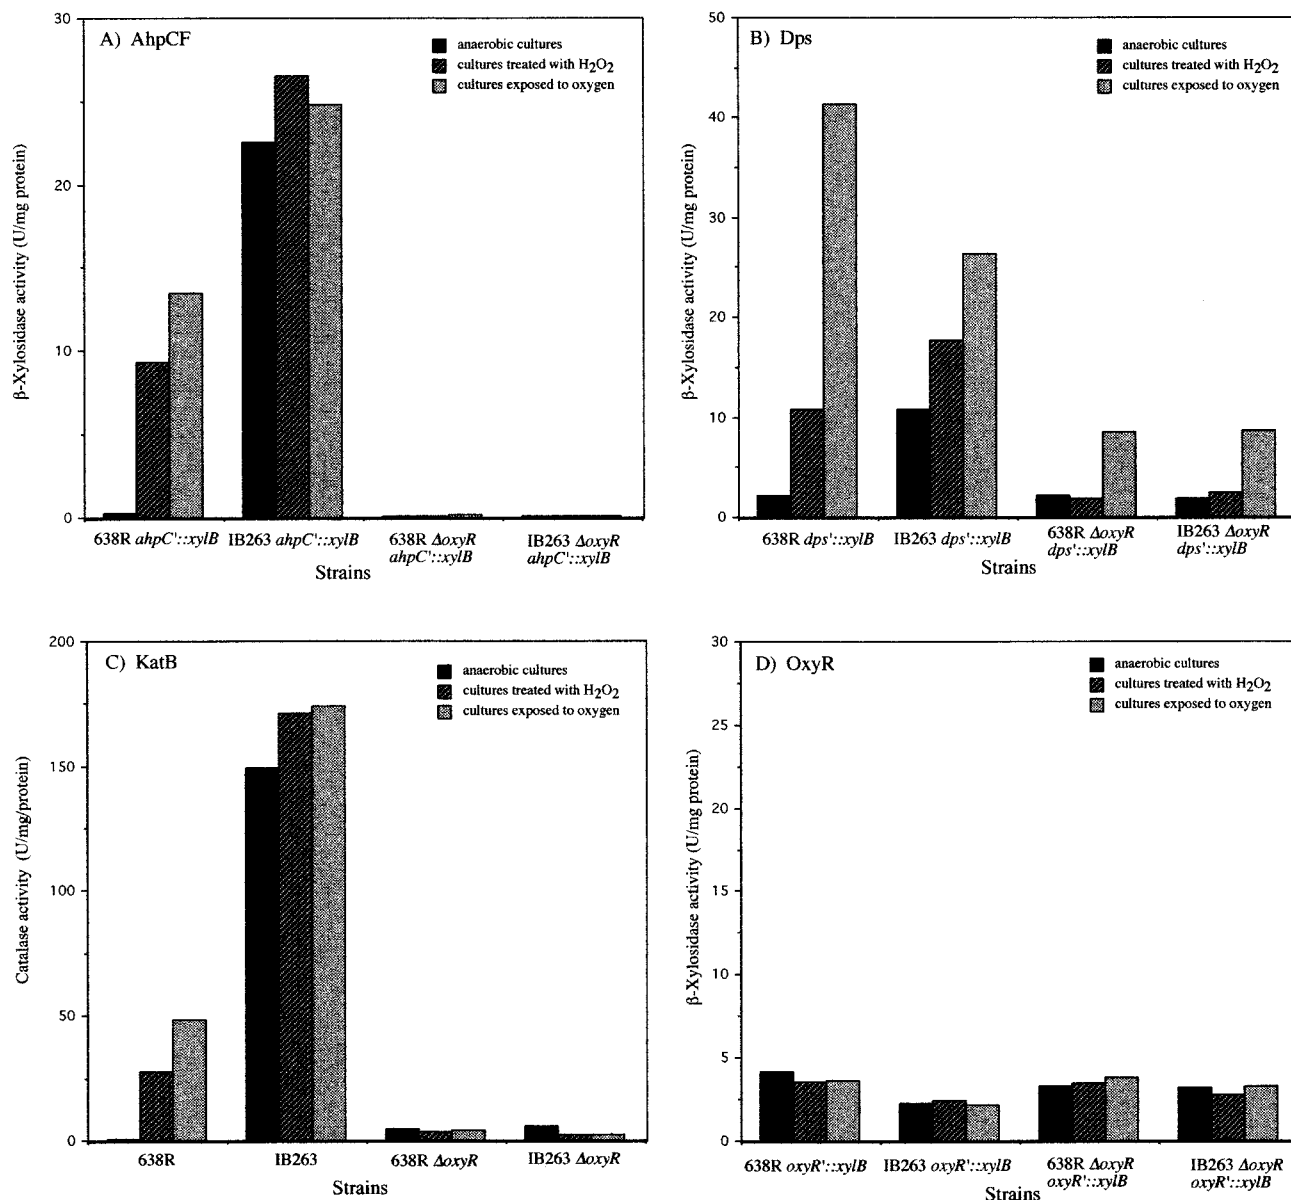 A) AhpCF
anaerobic cultures
cultures treated with H₂O₂
cultures exposed to oxygen
30
20
10
0
β-Xylosidase activity (U/mg protein)
638R ahpC'::xylB
IB263 ahpC'::xylB
638R ΔoxyR
ahpC'::xylB
IB263 ΔoxyR
ahpC'::xylB
Strains
B) Dps
anaerobic cultures
cultures treated with H₂O₂
cultures exposed to oxygen
50
40
30
20
10
0
β-Xylosidase activity (U/mg protein)
638R dps'::xylB
IB263 dps'::xylB
638R ΔoxyR
dps'::xylB
IB263 ΔoxyR
dps'::xylB
Strains
C) KatB
anaerobic cultures
cultures treated with H₂O₂
cultures exposed to oxygen
200
150
100
50
0
Catalase activity (U/mg/protein)
638R
IB263
638R ΔoxyR
IB263 ΔoxyR
Strains
D) OxyR
anaerobic cultures
cultures treated with H₂O₂
cultures exposed to oxygen
30
25
20
15
10
5
0
β-Xylosidase activity (U/mg protein)
638R oxyR'::xylB
IB263 oxyR'::xylB
638R ΔoxyR
oxyR'::xylB
IB263 ΔoxyR
oxyR'::xylB
Strains